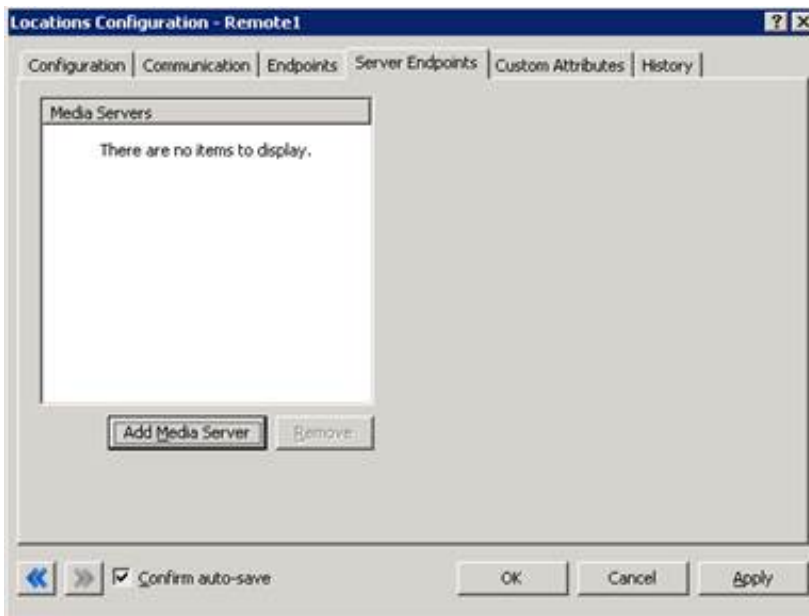 Locations Configuration - Remote1
Configuration Communication Endpoints Server Endpoints Custom Attributes History
Media Servers
There are no items to display.
Add Media Server Remove
Confirm auto-save OK Cancel Apply